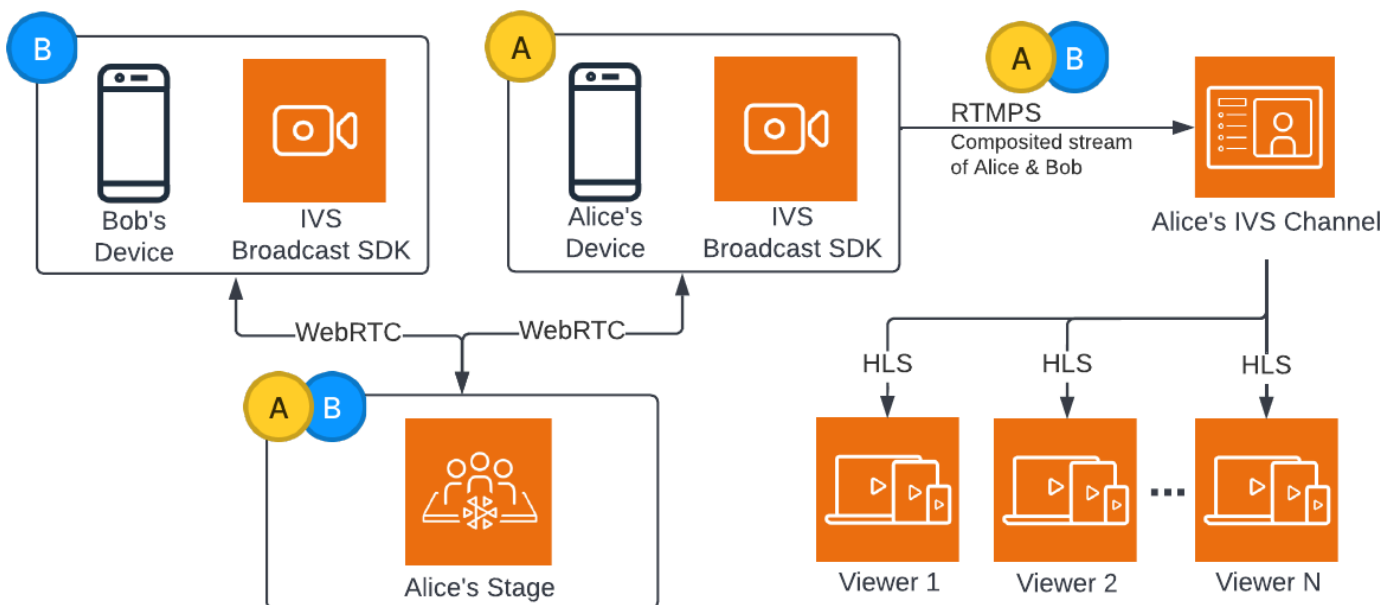 B
A
A
B
Bob's
Device
IVS
Broadcast SDK
Alice's
Device
IVS
Broadcast SDK
RTMPS
Composited stream
of Alice & Bob
Alice's IVS Channel
WebRTC
WebRTC
HLS
HLS
HLS
A
B
Alice's Stage
Viewer 1
Viewer 2
...
Viewer N